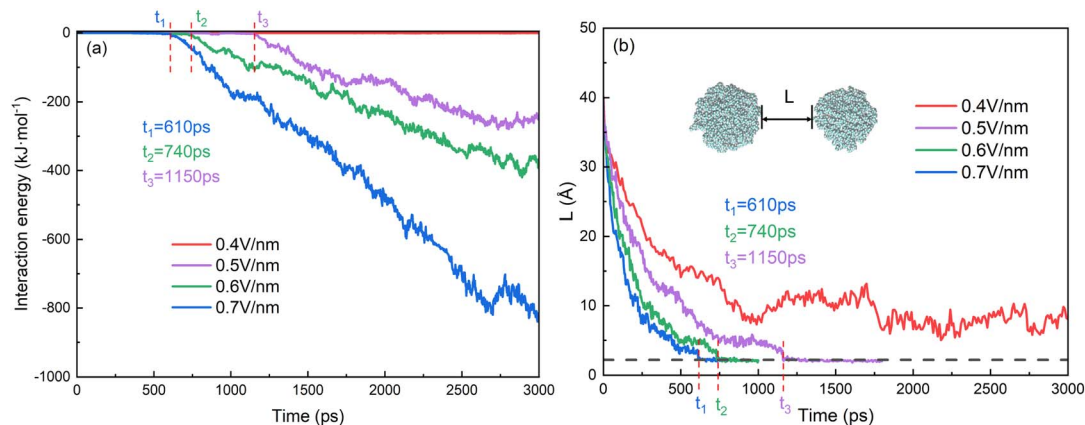 t1 t2 t3
(a)
0
-200
-400
-600
-800
-1000
Interaction energy (kJ·mol-1)
t1=610ps
t2=740ps
t3=1150ps
0.4V/nm
0.5V/nm
0.6V/nm
0.7V/nm
0 500 1000 1500 2000 2500 3000
Time (ps)
(b)
50
40
30
20
10
0
L (Å)
L
0.4V/nm
0.5V/nm
0.6V/nm
0.7V/nm
t1=610ps
t2=740ps
t3=1150ps
0 500 1000 1500 2000 2500 3000
t1 t2 t3
Time (ps)